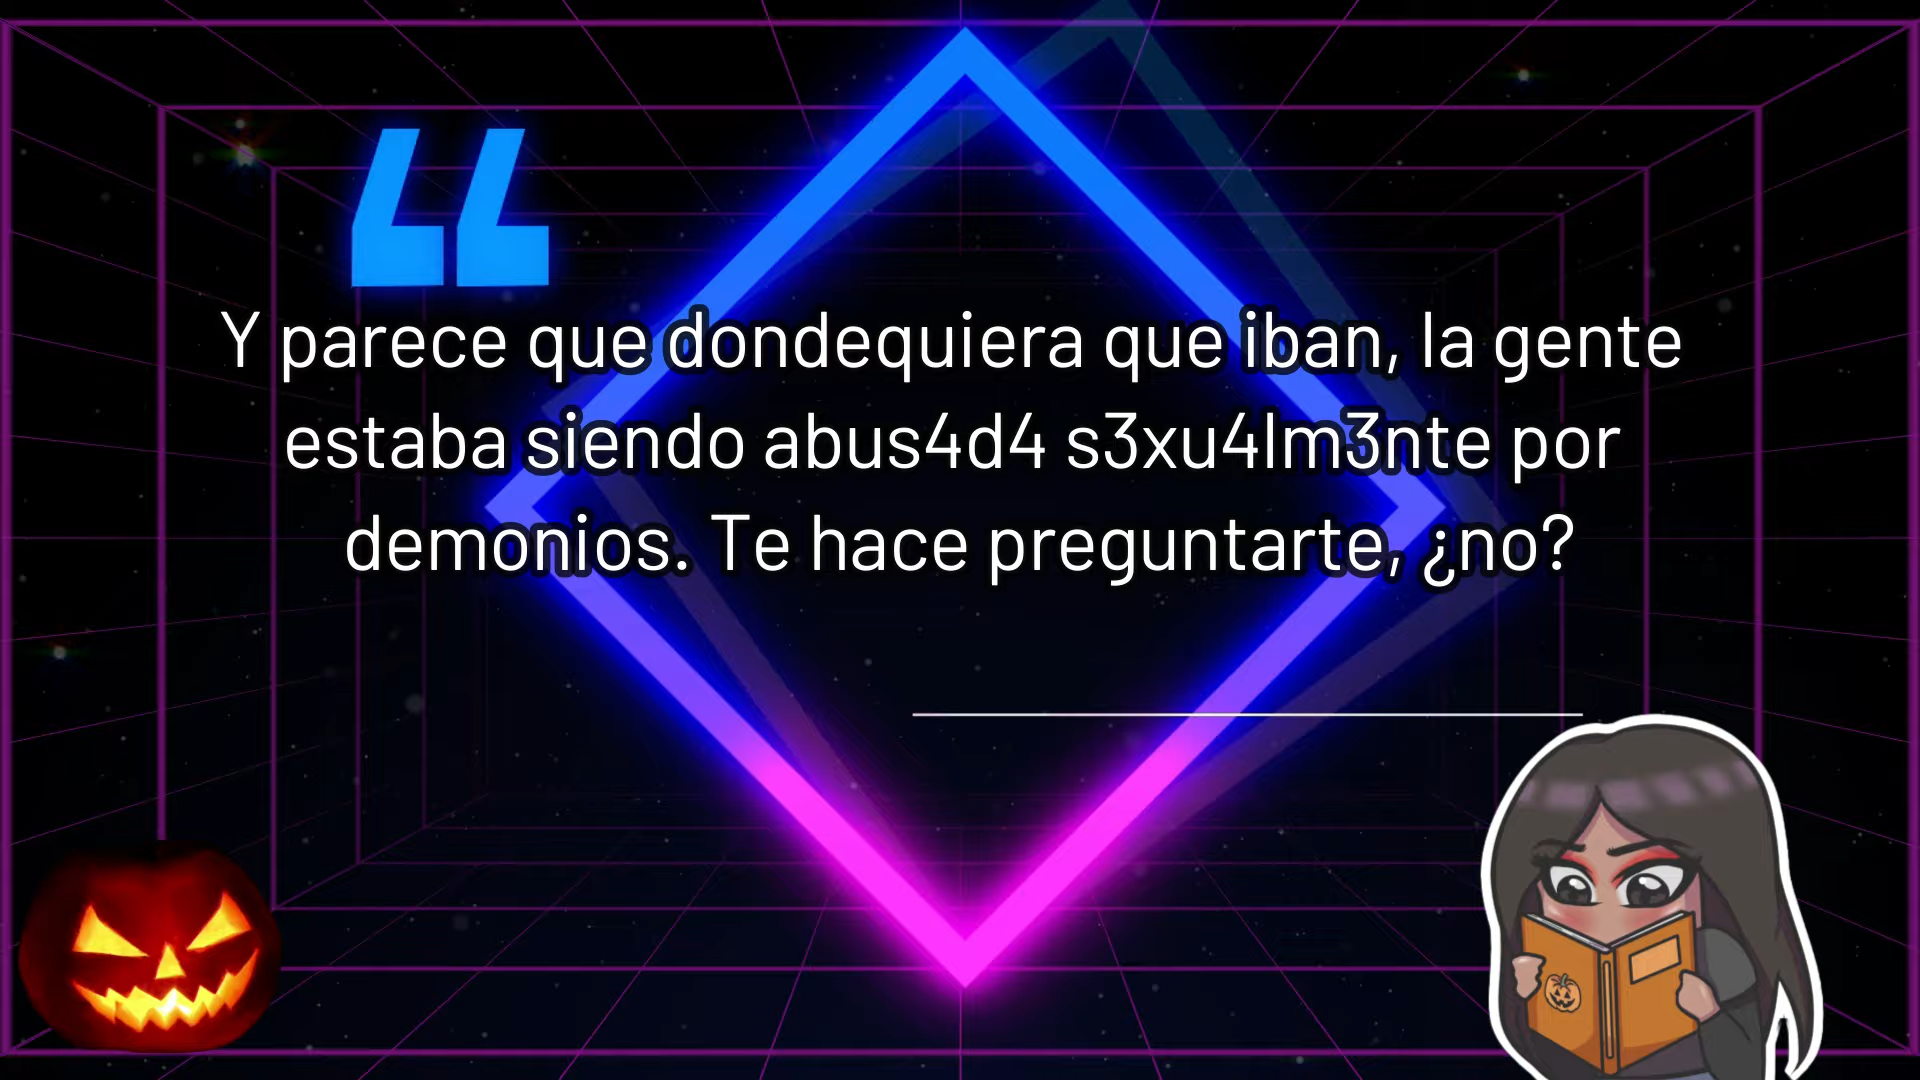 “
Y parece que dondequiera que iban, la gente
estaba siendo abus4d4 s3xu4lm3nte por
demonios. Te hace preguntarte, ¿no?